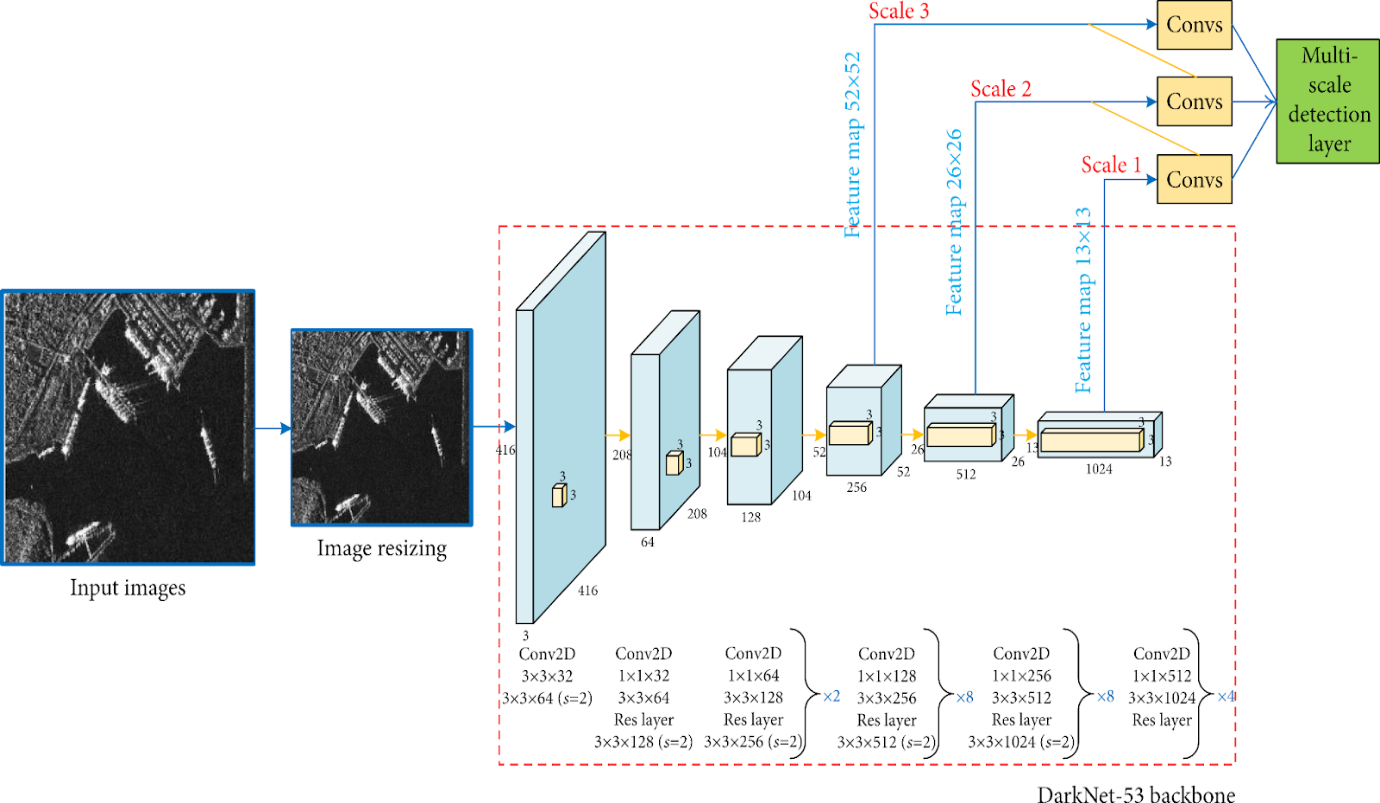 Scale 3
Convs
Feature map 52×52
Scale 2
Convs
Multi-
scale
detection
layer
Feature map 26×26
Scale 1
Convs
Feature map 13×13
Input images
Image resizing
416
3
3
416
3
208
3
3
208
64
104
3
3
104
128
52
3
3
52
256
26
3
3
26
512
13
3
3
13
1024
Conv2D
3×3×32
3×3×64 (s=2)
Conv2D
1×1×32
3×3×64
Res layer
3×3×128 (s=2)
Conv2D
1×1×64
3×3×128
Res layer
3×3×256 (s=2)
×2
Conv2D
1×1×128
3×3×256
Res layer
3×3×512 (s=2)
×8
Conv2D
1×1×256
3×3×512
Res layer
3×3×1024 (s=2)
×8
Conv2D
1×1×512
3×3×1024
Res layer
×4
DarkNet-53 backbone